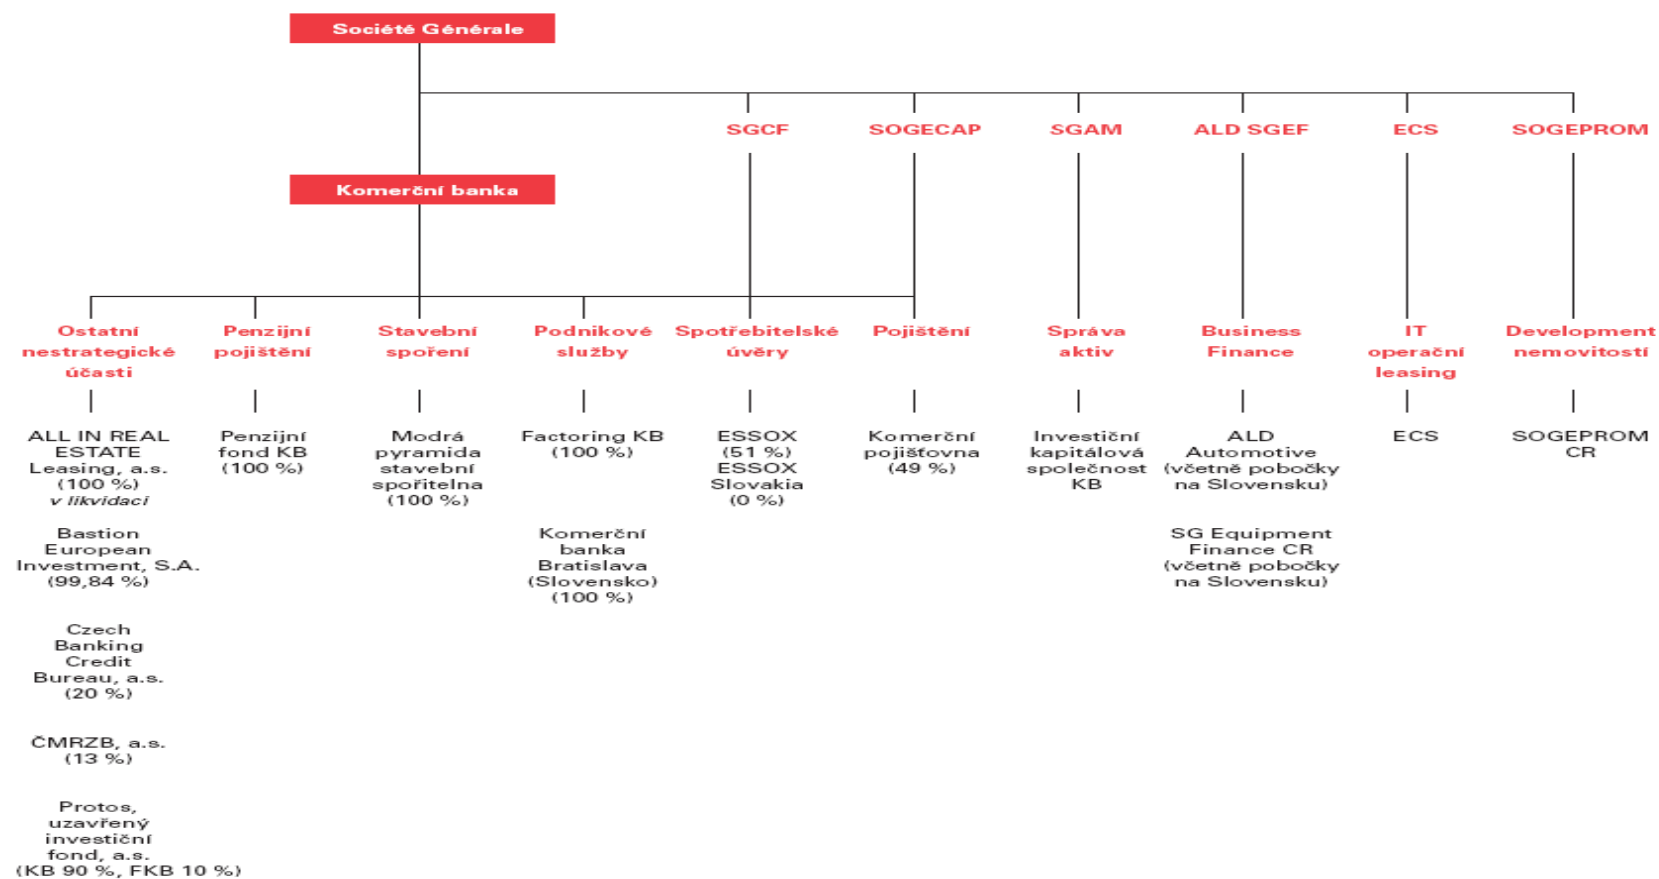 Société Générale
SGCF
SOGECAP
SGAM
ALD SGEF
ECS
SOGEPROM
Komerční banka
Ostatní
nestrategické
účasti
Penzijní
pojištění
Stavební
spoření
Podnikové
služby
Spotřebitelské
úvěry
Pojištění
Správa
aktiv
Business
Finance
IT
operační
leasing
Development
nemovitostí
ALL IN REAL
ESTATE
Leasing, a.s.
(100 %)
v likvidaci
Bastion
European
Investment, S.A.
(99,84 %)
Czech
Banking
Credit
Bureau, a.s.
(20 %)
ČMRZB, a.s.
(13 %)
Protos,
uzavřený
investiční
fond, a.s.
(KB 90 %, FKB 10 %)
Penzijní
fond KB
(100 %)
Modrá
pyramida
stavební
spořitelna
(100 %)
Factoring KB
(100 %)
Komerční
banka
Bratislava
(Slovensko)
(100 %)
ESSOX
(51 %)
ESSOX
Slovakia
(0 %)
Komerční
pojišťovna
(49 %)
Investiční
kapitálová
společnost
KB
ALD
Automotive
(včetně pobočky
na Slovensku)
SG Equipment
Finance CR
(včetně pobočky
na Slovensku)
ECS
SOGEPROM
CR